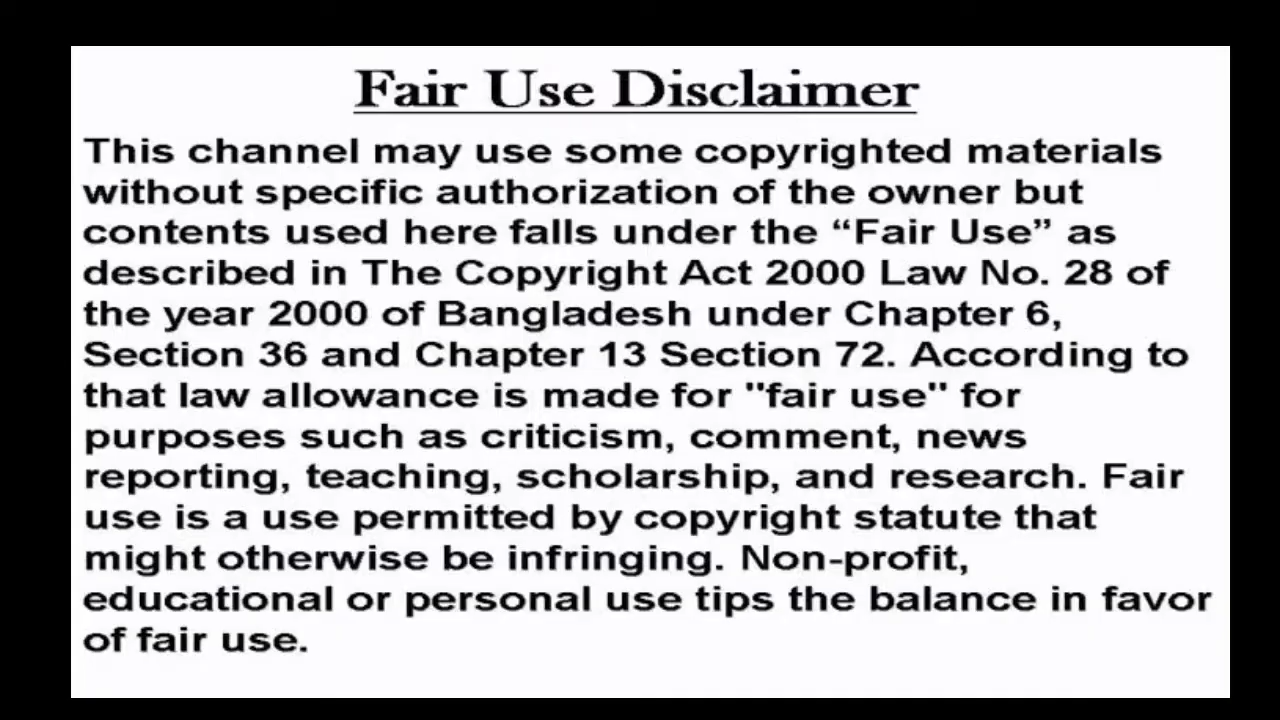 Fair Use Disclaimer
This channel may use some copyrighted materials
without specific authorization of the owner but
contents used here falls under the “Fair Use” as
described in The Copyright Act 2000 Law No. 28 of
the year 2000 of Bangladesh under Chapter 6,
Section 36 and Chapter 13 Section 72. According to
that law allowance is made for "fair use" for
purposes such as criticism, comment, news
reporting, teaching, scholarship, and research. Fair
use is a use permitted by copyright statute that
might otherwise be infringing. Non-profit,
educational or personal use tips the balance in favor
of fair use.